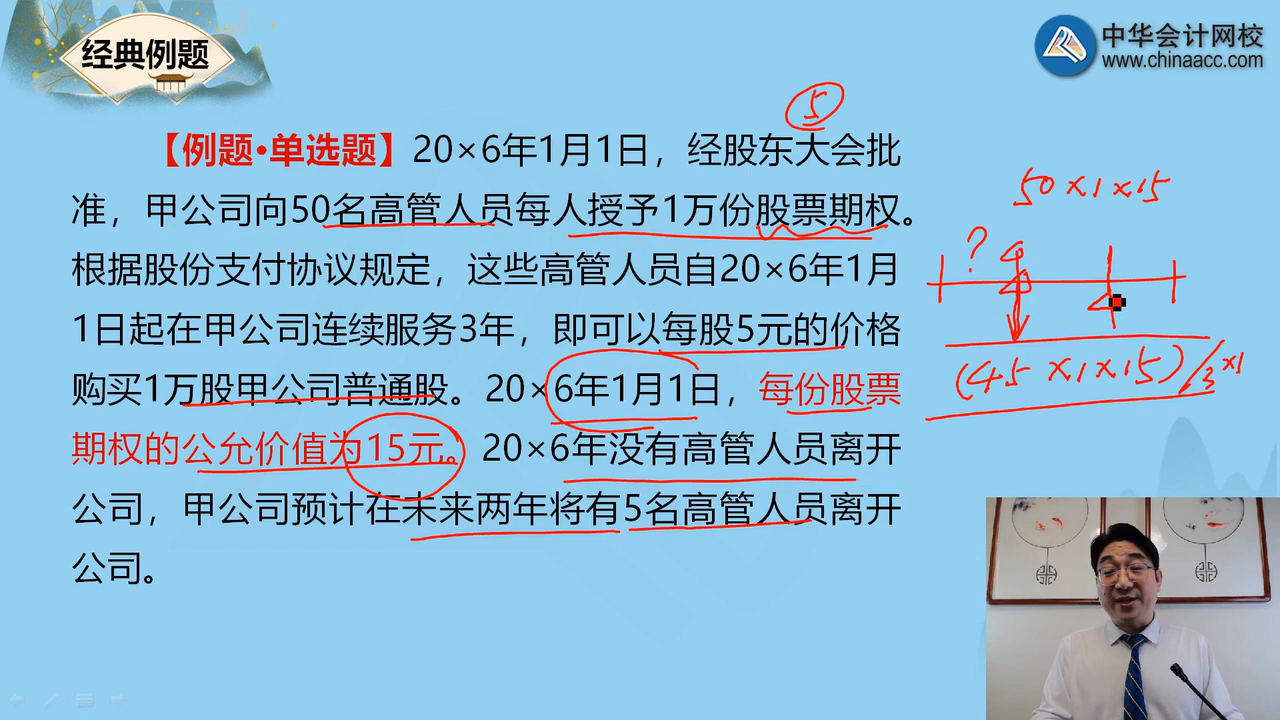 经典例题
中华会计网校
www.chinaacc.com
5
【例题•单选题】20×6年1月1日，经股东大会批
准，甲公司向50名高管人员每人授予1万份股票期权。
根据股份支付协议规定，这些高管人员自20×6年1月
1日起在甲公司连续服务3年，即可以每股5元的价格
购买1万股甲公司普通股。20×6年1月1日，每份股票
期权的公允价值为15元。20×6年没有高管人员离开
公司，甲公司预计在未来两年将有5名高管人员离开
公司。
50×1×15
?
(45×1×15)/3×1